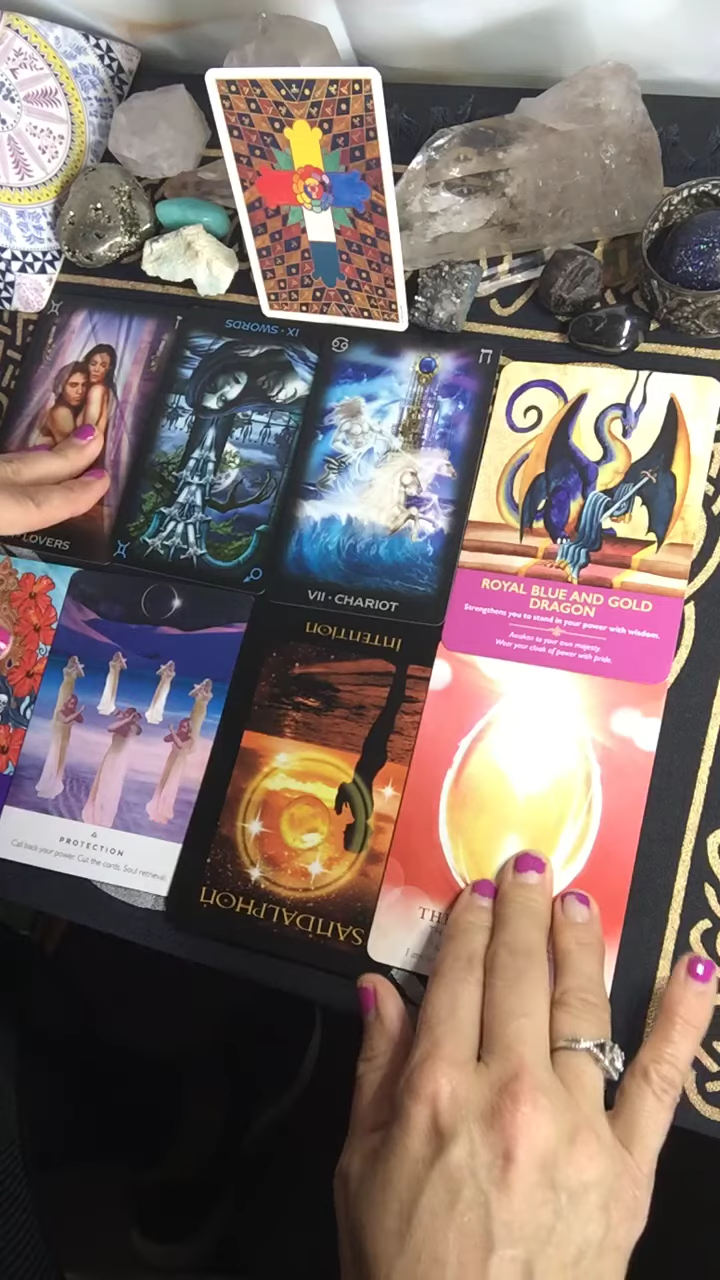 IX · SWORDS
LOVERS
VII · CHARIOT
ROYAL BLUE AND GOLD
DRAGON
Strengthens you to stand in your power with wisdom.
Awaken to your own majesty.
Wear your cloak of power with pride.
INTENTION
PROTECTION
Call back your power. Cut the cords. Soul retrieval.
SANDALPHON
TH
I am